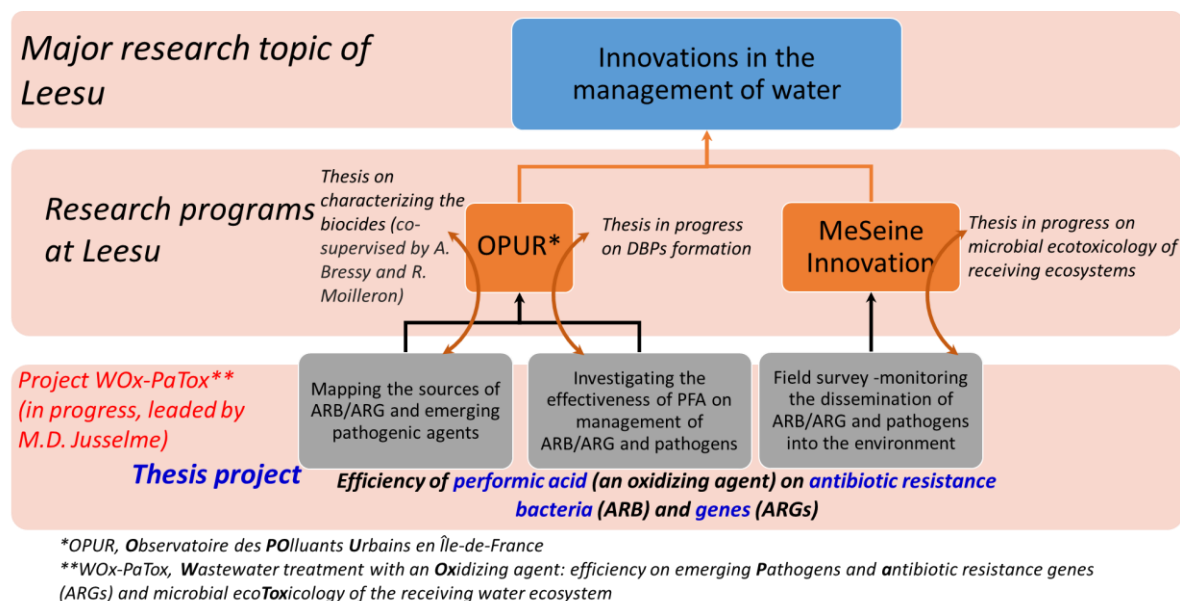 Major research topic of
Leesu
Innovations in the
management of water
Research programs
at Leesu
Thesis on
characterizing the
biocides (co-
supervised by A.
Bressy and R.
Moilleron)
OPUR*
Thesis in progress
on DBPs formation
MeSeine
Innovation
Thesis in progress on
microbial ecotoxicology of
receiving ecosystems
Project WOx-PaTox**
(in progress, leaded by
M.D. Jusselme)
Mapping the sources of
ARB/ARG and emerging
pathogenic agents
Investigating the
effectiveness of PFA on
management of
ARB/ARG and pathogens
Field survey -monitoring
the dissemination of
ARB/ARG and pathogens
into the environment
Thesis project
Efficiency of performic acid (an oxidizing agent) on antibiotic resistance
bacteria (ARB) and genes (ARGs)
*OPUR, Observatoire des POlluants Urbains en Île-de-France
**WOx-PaTox, Wastewater treatment with an Oxidizing agent: efficiency on emerging Pathogens and antibiotic resistance genes
(ARGs) and microbial ecoToxicology of the receiving water ecosystem